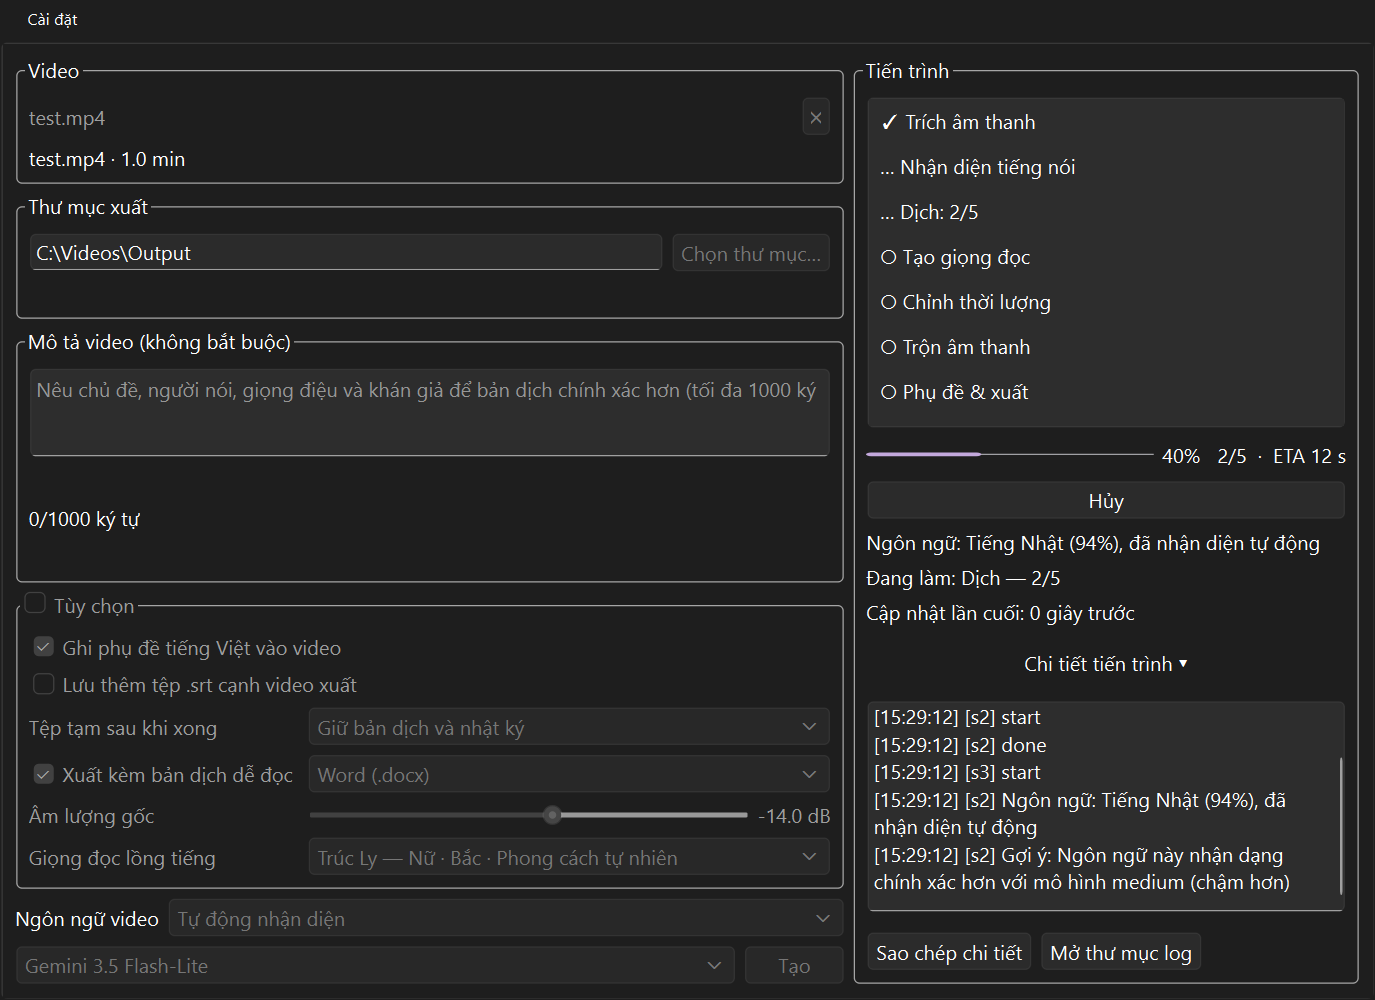 Cài đặt
Video
test.mp4
×
test.mp4 · 1.0 min
Thư mục xuất
C:\Videos\Output
Chọn thư mục...
Mô tả video (không bắt buộc)
Nêu chủ đề, người nói, giọng điệu và khán giả để bản dịch chính xác hơn (tối đa 1000 ký
0/1000 ký tự
Tùy chọn
Ghi phụ đề tiếng Việt vào video
Lưu thêm tệp .srt cạnh video xuất
Tệp tạm sau khi xong
Giữ bản dịch và nhật ký
Xuất kèm bản dịch dễ đọc
Word (.docx)
Âm lượng gốc
-14.0 dB
Giọng đọc lồng tiếng
Trúc Ly — Nữ · Bắc · Phong cách tự nhiên
Ngôn ngữ video
Tự động nhận diện
Gemini 3.5 Flash-Lite
Tạo
Tiến trình
✓ Trích âm thanh
... Nhận diện tiếng nói
... Dịch: 2/5
○ Tạo giọng đọc
○ Chỉnh thời lượng
○ Trộn âm thanh
○ Phụ đề & xuất
40% 2/5 · ETA 12 s
Hủy
Ngôn ngữ: Tiếng Nhật (94%), đã nhận diện tự động
Đang làm: Dịch — 2/5
Cập nhật lần cuối: 0 giây trước
Chi tiết tiến trình ▾
[15:29:12] [s2] start
[15:29:12] [s2] done
[15:29:12] [s3] start
[15:29:12] [s2] Ngôn ngữ: Tiếng Nhật (94%), đã
nhận diện tự động
[15:29:12] [s2] Gợi ý: Ngôn ngữ này nhận dạng
chính xác hơn với mô hình medium (chậm hơn)
Sao chép chi tiết
Mở thư mục log